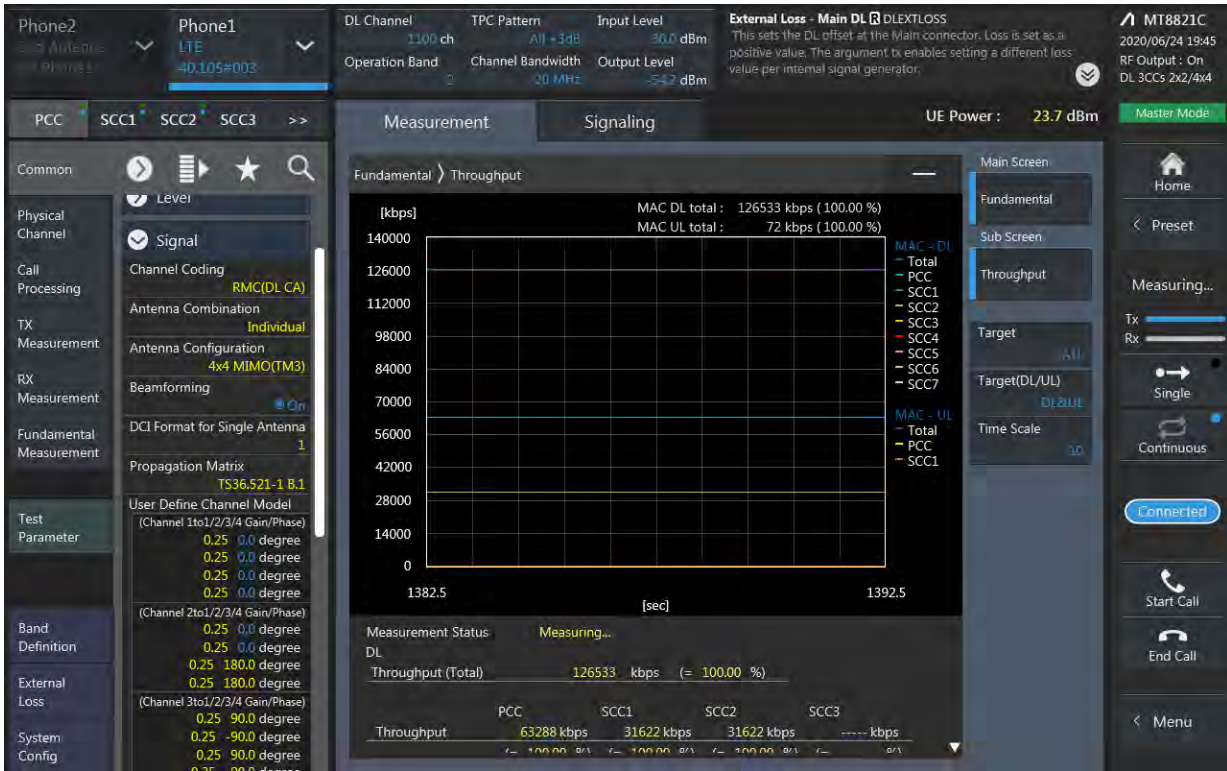 Phone2
Phone1
LTE
40.105#003
DL Channel
1100 ch
TPC Pattern
All +3dB
Input Level
30.0 dBm
Operation Band
2
Channel Bandwidth
20 MHz
Output Level
-54.2 dBm
External Loss - Main DL R DLEXTLOSS
This sets the DL offset at the Main connector. Loss is set as a
positive value. The argument tx enables setting a different loss
value per internal signal generator.
MT8821C
2020/06/24 19:45
RF Output : On
DL 3CCs 2x2/4x4
PCC SCC1 SCC2 SCC3 >>
Measurement
Signaling
UE Power : 23.7 dBm
Master Mode
Common
Physical
Channel
Call
Processing
TX
Measurement
RX
Measurement
Fundamental
Measurement
Test
Parameter
Band
Definition
External
Loss
System
Config
Level
Signal
Channel Coding
RMC(DL CA)
Antenna Combination
Individual
Antenna Configuration
4x4 MIMO(TM3)
Beamforming
On
DCI Format for Single Antenna
1
Propagation Matrix
TS36.521-1 B.1
User Define Channel Model
(Channel 1to1/2/3/4 Gain/Phase)
0.25 0.0 degree
0.25 0.0 degree
0.25 0.0 degree
0.25 0.0 degree
(Channel 2to1/2/3/4 Gain/Phase)
0.25 0.0 degree
0.25 0.0 degree
0.25 180.0 degree
0.25 180.0 degree
(Channel 3to1/2/3/4 Gain/Phase)
0.25 90.0 degree
0.25 -90.0 degree
0.25 90.0 degree
Fundamental ⟩ Throughput
[kbps]
MAC DL total : 126533 kbps ( 100.00 %)
MAC UL total : 72 kbps ( 100.00 %)
140000
126000
112000
98000
84000
70000
56000
42000
28000
14000
0
1382.5
1392.5
[sec]
MAC - DL
Total
PCC
SCC1
SCC2
SCC3
SCC4
SCC5
SCC6
SCC7
MAC - UL
Total
PCC
SCC1
Measurement Status Measuring...
DL
Throughput (Total) 126533 kbps (= 100.00 %)
PCC SCC1 SCC2 SCC3
Throughput 63288 kbps 31622 kbps 31622 kbps ----- kbps
(= 100.00 %) (= 100.00 %) (= 100.00 %) (= %)
Main Screen
Fundamental
Sub Screen
Throughput
Target
ALL
Target(DL/UL)
DL&UL
Time Scale
10
Home
< Preset
Measuring...
Tx
Rx
Single
Continuous
Connected
Start Call
End Call
< Menu